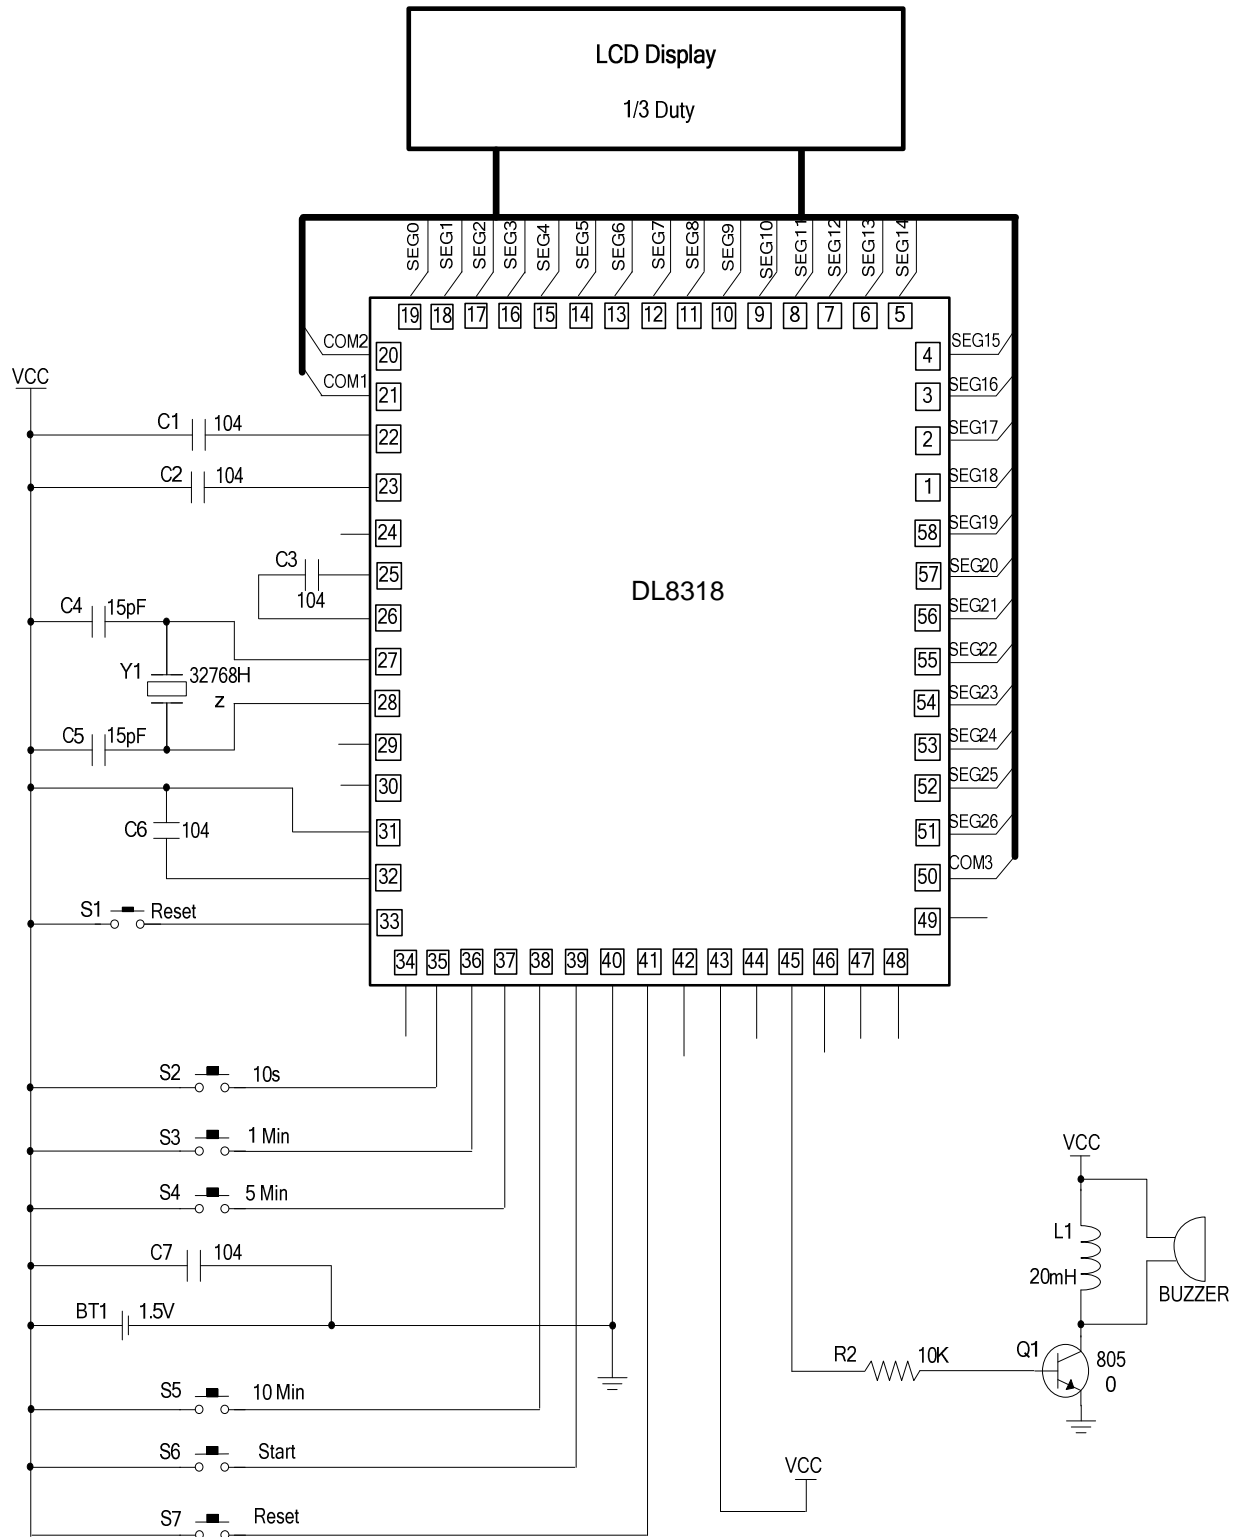 LCD Display
1/3 Duty
SEG0 SEG1 SEG2 SEG3 SEG4 SEG5 SEG6 SEG7 SEG8 SEG9 SEG10 SEG11 SEG12 SEG13 SEG14
19 18 17 16 15 14 13 12 11 10 9 8 7 6 5
COM2 20 4 SEG15
VCC
COM1 21 3 SEG16
C1 104 22 2 SEG17
C2 104 23 1 SEG18
24 58 SEG19
C3 25 57 SEG20
104
DL8318
C4 15pF 26 56 SEG21
27 55 SEG22
Y1 32768H
z
28 54 SEG23
C5 15pF 29 53 SEG24
30 52 SEG25
C6 104 31 51 SEG26
32 50 COM3
S1 Reset 33 49
34 35 36 37 38 39 40 41 42 43 44 45 46 47 48
S2 10s
S3 1 Min
VCC
S4 5 Min
L1
C7 104
20mH
BUZZER
BT1 1.5V
R2 10K Q1 805
0
S5 10 Min
S6 Start
VCC
S7 Reset